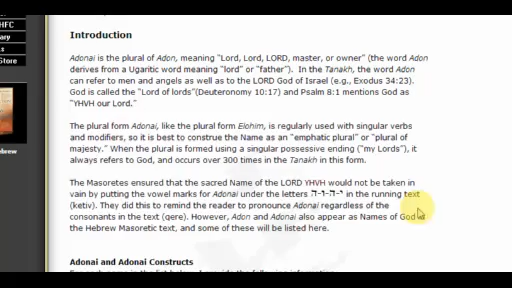 HFC
Store
Introduction
Adonai is the plural of Adon, meaning "Lord, Lord, LORD, master, or owner" (the word Adon
derives from a Ugaritic word meaning "lord" or "father").  In the Tanakh, the word Adon
can refer to men and angels as well as to the LORD God of Israel (e.g., Exodus 34:23).
God is called the "Lord of lords"(Deuteronomy 10:17) and Psalm 8:1 mentions God as
"YHVH our Lord."
The plural form Adonai, like the plural form Elohim, is regularly used with singular verbs
and modifiers, so it is best to construe the Name as an "emphatic plural" or "plural of
majesty." When the plural is formed using a singular possessive ending ("my Lords"), it
always refers to God, and occurs over 300 times in the Tanakh in this form.
The Masoretes ensured that the sacred Name of the LORD YHVH would not be taken in
vain by putting the vowel marks for Adonai under the letters י-ה-ו-ה in the running text
(ketiv). They did this to remind the reader to pronounce Adonai regardless of the
consonants in the text (qere). However, Adon and Adonai also appear as Names of God
the Hebrew Masoretic text, and some of these will be listed here.
Adonai and Adonai Constructs